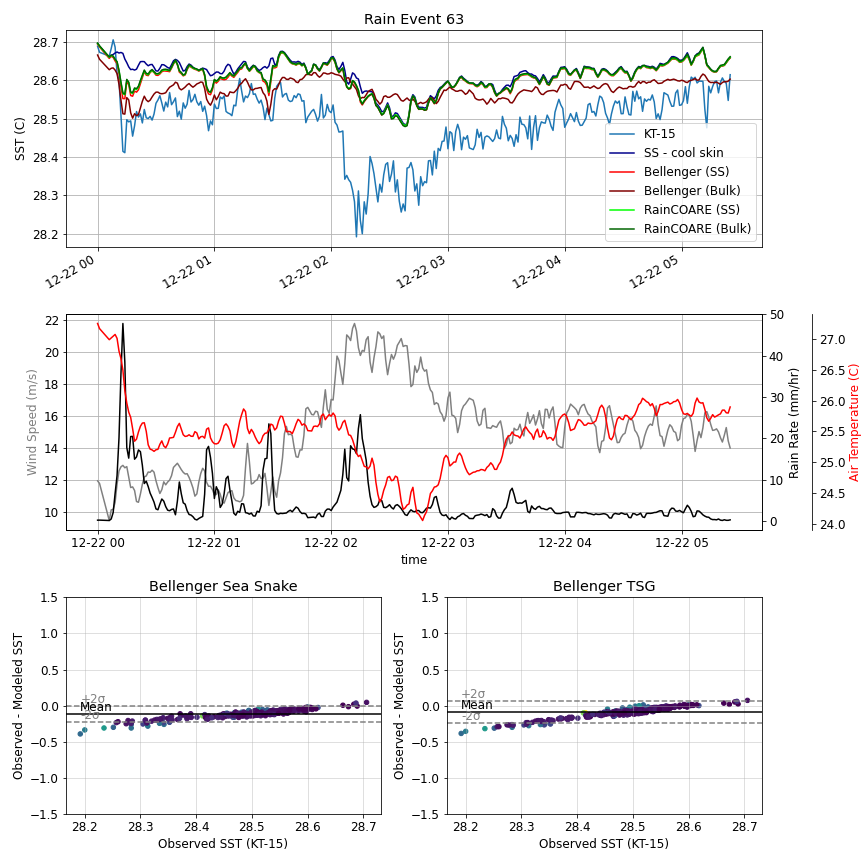 Rain Event 63
28.7
28.6
28.5
28.4
28.3
28.2
SST (C)
KT-15
SS - cool skin
Bellenger (SS)
Bellenger (Bulk)
RainCOARE (SS)
RainCOARE (Bulk)
12-22 00
12-22 01
12-22 02
12-22 03
12-22 04
12-22 05
22
20
18
16
14
12
10
Wind Speed (m/s)
50
40
30
20
10
0
Rain Rate (mm/hr)
27.0
26.5
26.0
25.5
25.0
24.5
24.0
Air Temperature (C)
12-22 00
12-22 01
12-22 02
12-22 03
12-22 04
12-22 05
time
Bellenger Sea Snake
1.5
1.0
0.5
0.0
−0.5
−1.0
−1.5
Observed - Modeled SST
+2σ
Mean
-2σ
28.2
28.3
28.4
28.5
28.6
28.7
Observed SST (KT-15)
Bellenger TSG
1.5
1.0
0.5
0.0
−0.5
−1.0
−1.5
Observed - Modeled SST
+2σ
Mean
-2σ
28.2
28.3
28.4
28.5
28.6
28.7
Observed SST (KT-15)